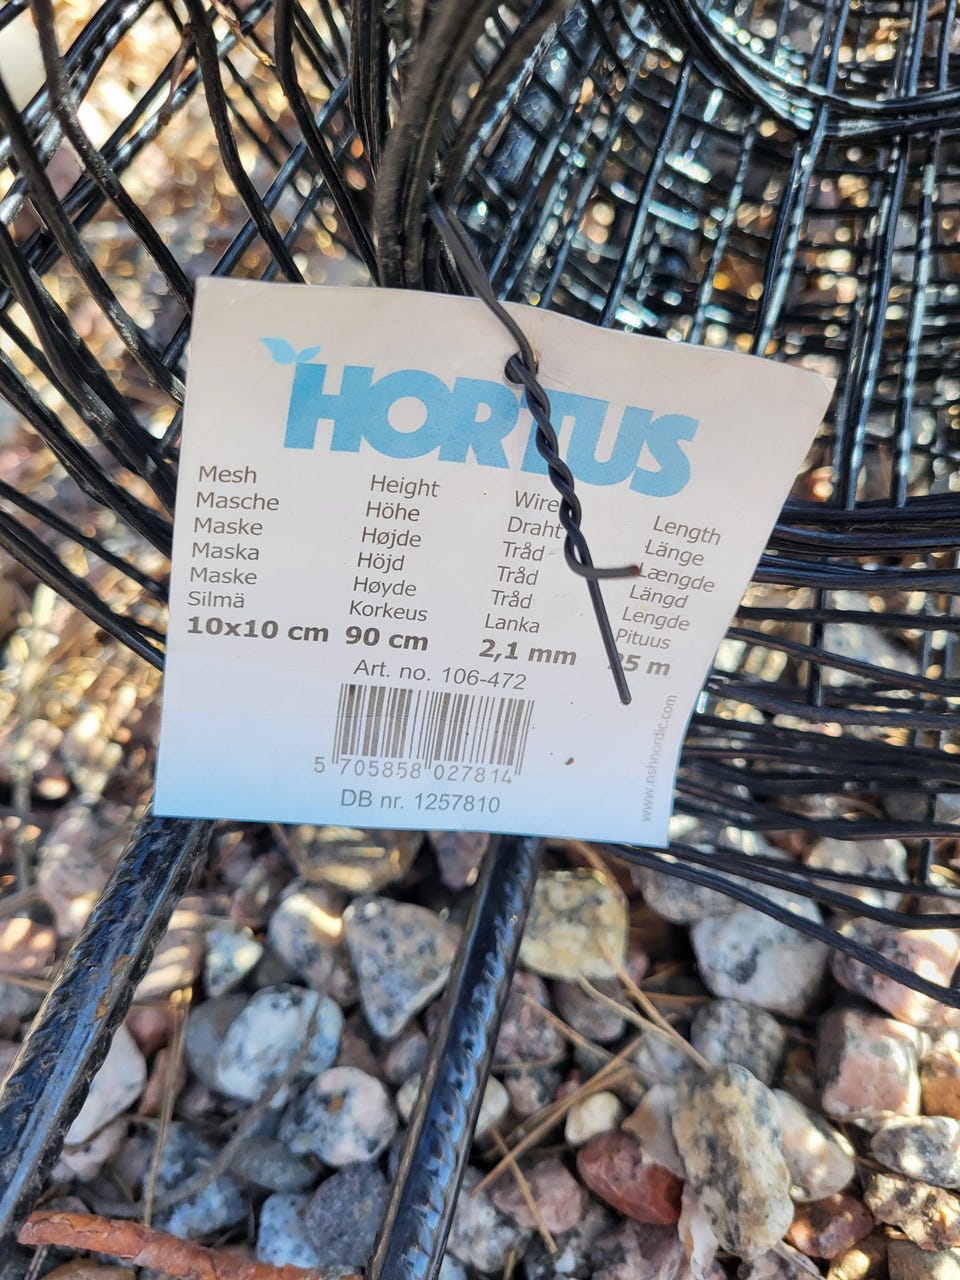 HORTUS
Mesh Height Wire Length
Masche Höhe Draht Länge
Maske Højde Tråd Længde
Maska Höjd Tråd Längd
Maske Høyde Tråd Lengde
Silmä Korkeus Lanka Pituus
10x10 cm 90 cm 2,1 mm m
Art. no. 106-472
5 705858 027814
DB nr. 1257810
www.nshnordic.com